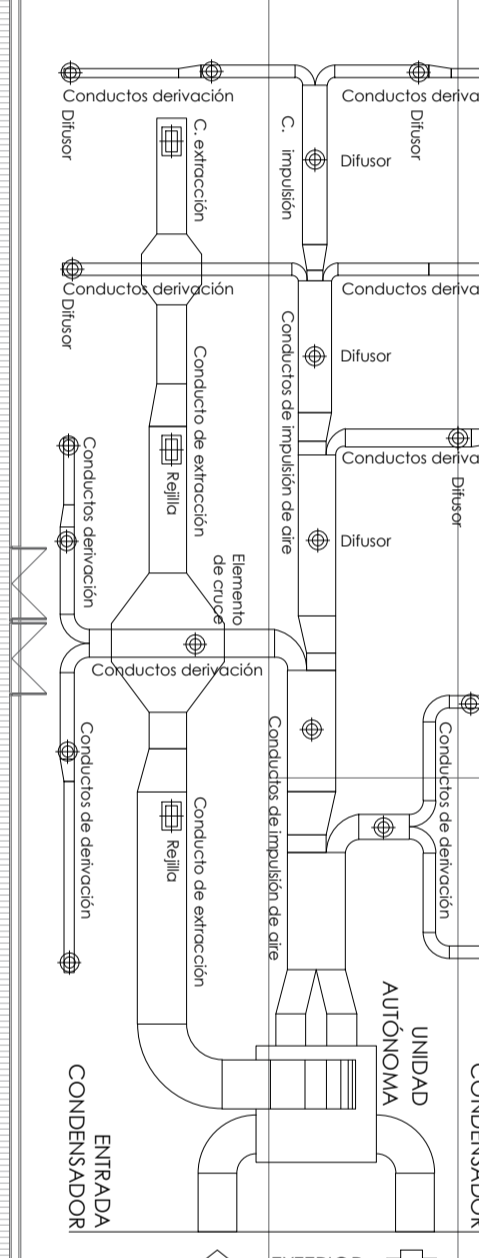 Conductos derivación
Conductos deriva
Difusor
C. extracción
C. impulsión
Difusor
Difusor
Conductos derivación
Conductos deriva
Difusor
Conducto de extracción
Conductos de impulsión de aire
Difusor
Conductos deriva
Conductos derivación
Rejilla
Difusor
Difusor
Elemento
de cruce
Conductos derivación
Conductos de derivación
Conductos de impulsión de aire
Conductos de derivación
Conducto de extracción
Rejilla
UNIDAD
AUTÓNOMA
ENTRADA
CONDENSADOR
CONDENSADOR
EXTERIOR